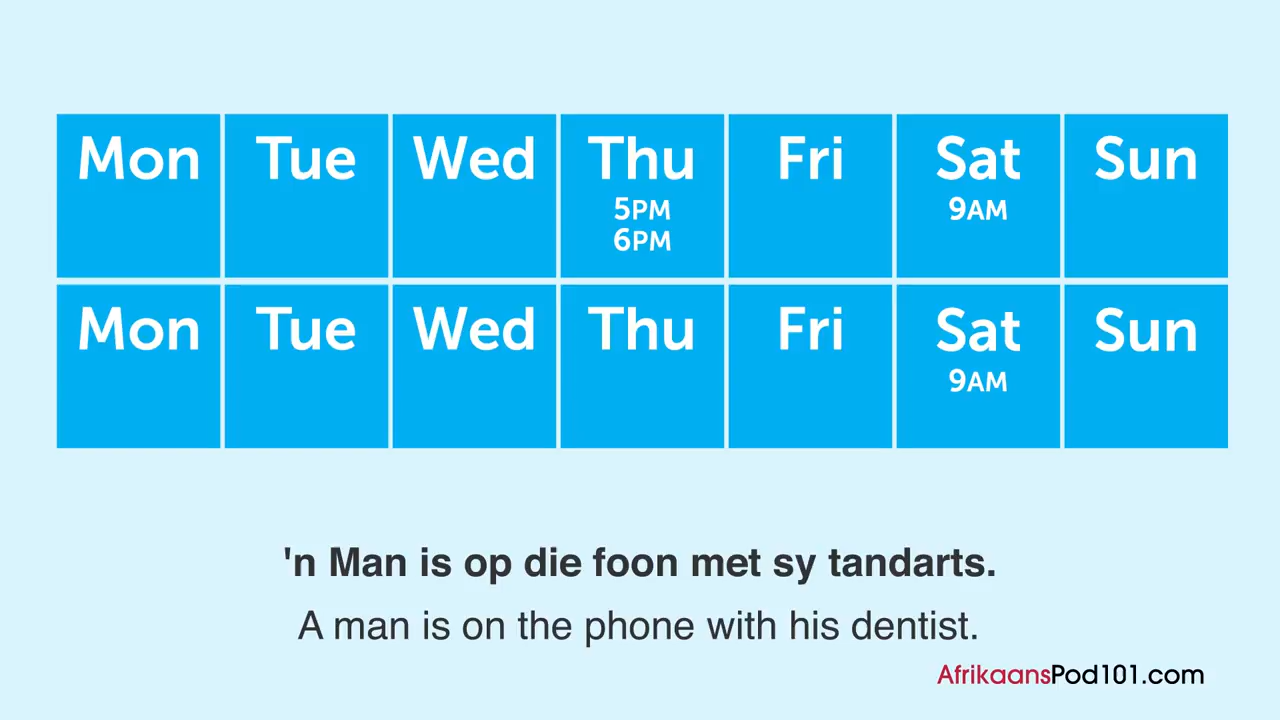 Mon Tue Wed Thu Fri Sat Sun
5PM 9AM
6PM
Mon Tue Wed Thu Fri Sat Sun
9AM
'n Man is op die foon met sy tandarts.
A man is on the phone with his dentist.
AfrikaansPod101.com